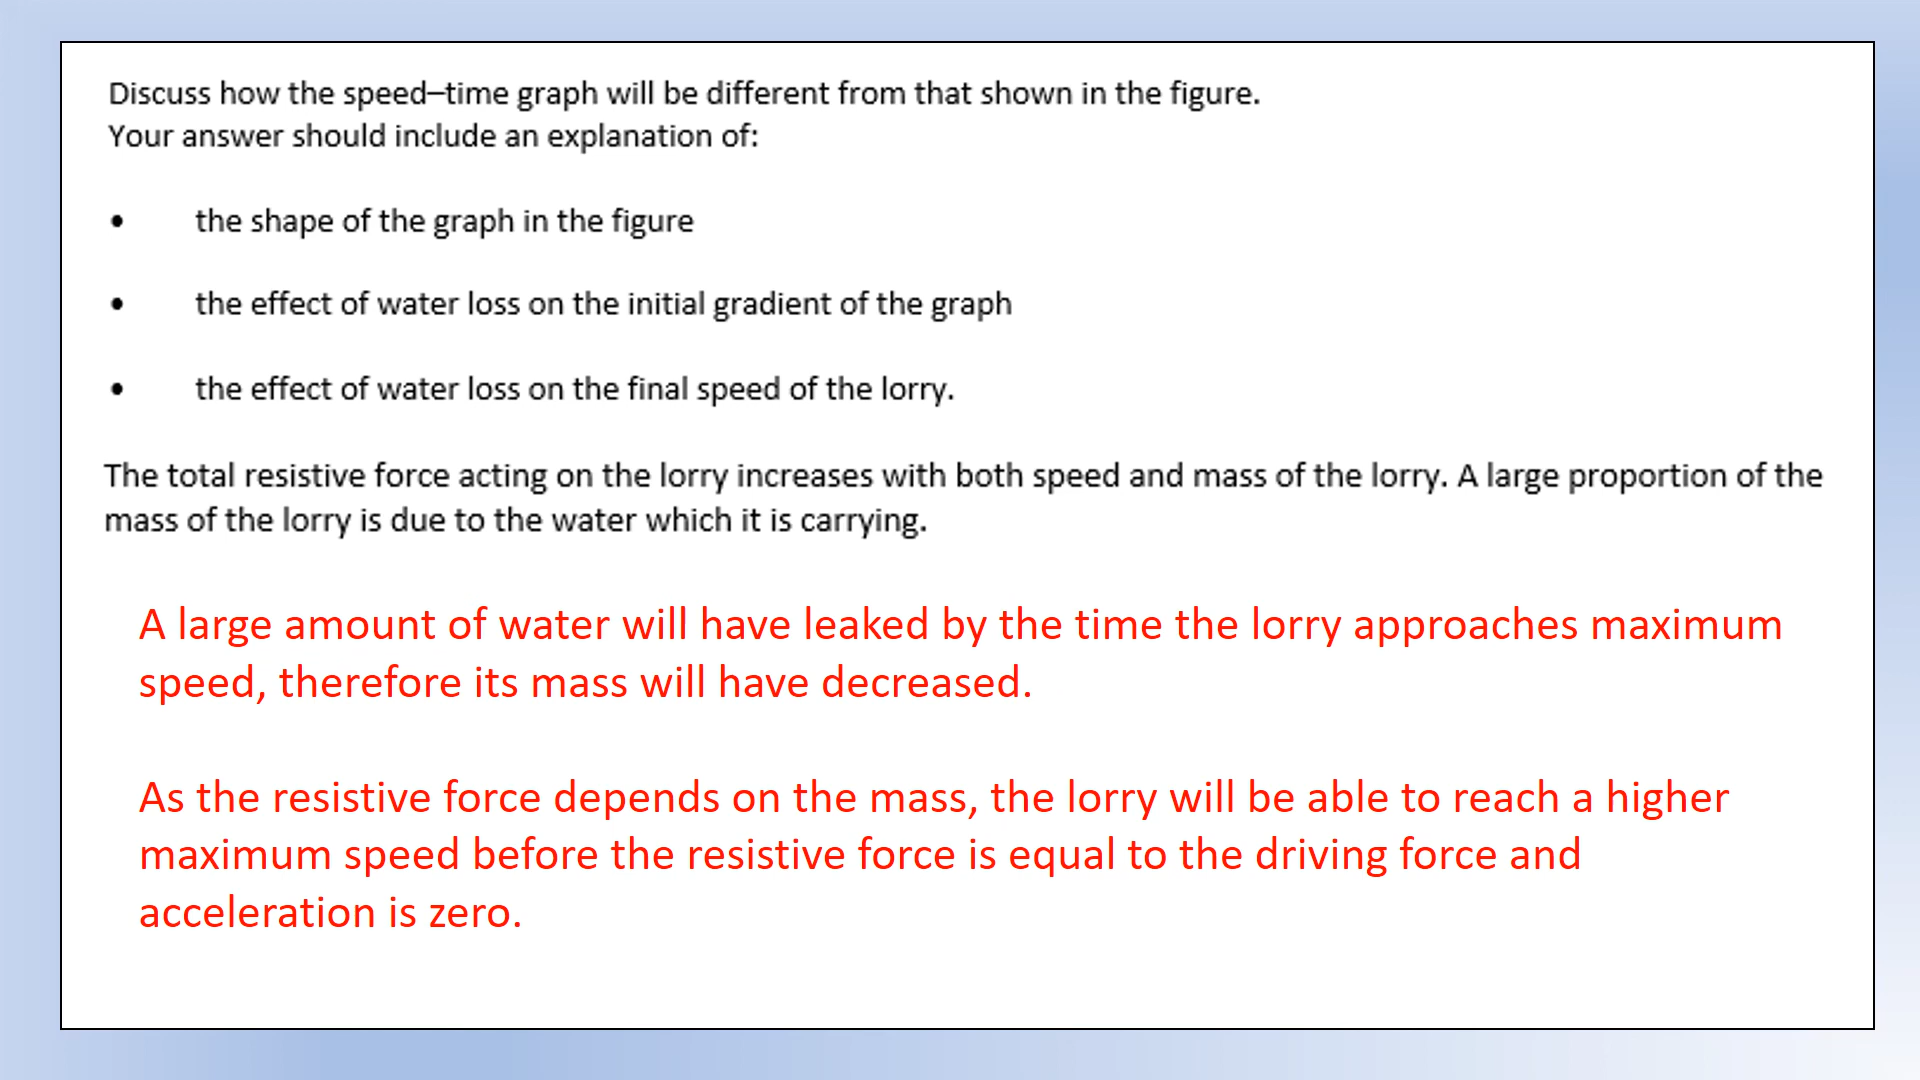 Discuss how the speed–time graph will be different from that shown in the figure.
Your answer should include an explanation of:
• the shape of the graph in the figure
• the effect of water loss on the initial gradient of the graph
• the effect of water loss on the final speed of the lorry.
The total resistive force acting on the lorry increases with both speed and mass of the lorry. A large proportion of the
mass of the lorry is due to the water which it is carrying.
A large amount of water will have leaked by the time the lorry approaches maximum
speed, therefore its mass will have decreased.
As the resistive force depends on the mass, the lorry will be able to reach a higher
maximum speed before the resistive force is equal to the driving force and
acceleration is zero.